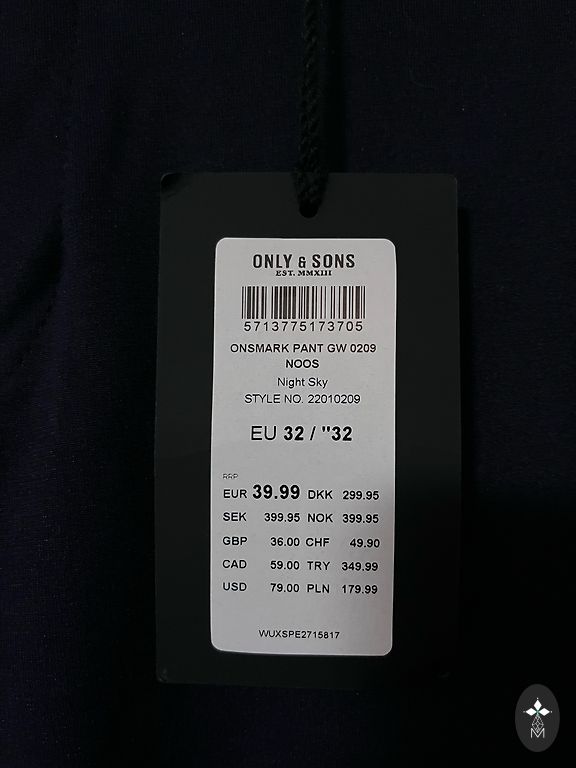 ONLY & SONS
EST. MMXIII
5713775173705
ONSMARK PANT GW 0209
NOOS
Night Sky
STYLE NO. 22010209
EU 32 / "32
RRP
EUR 39.99 DKK 299.95
SEK 399.95 NOK 399.95
GBP 36.00 CHF 49.90
CAD 59.00 TRY 349.99
USD 79.00 PLN 179.99
WUXSPE2715817
M